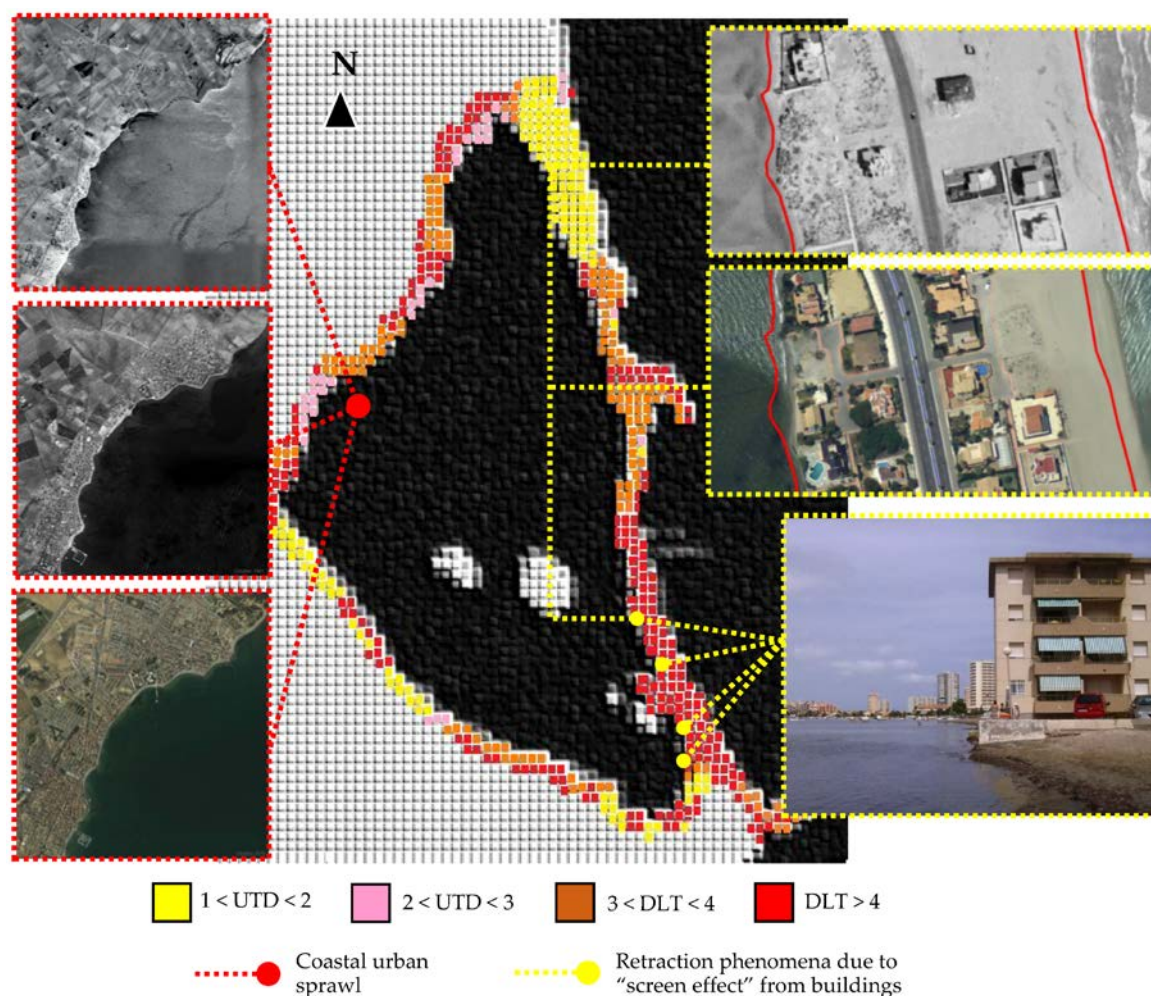 N
1 < UTD < 2
2 < UTD < 3
3 < DLT < 4
DLT > 4
Coastal urban
sprawl
Retraction phenomena due to
“screen effect” from buildings